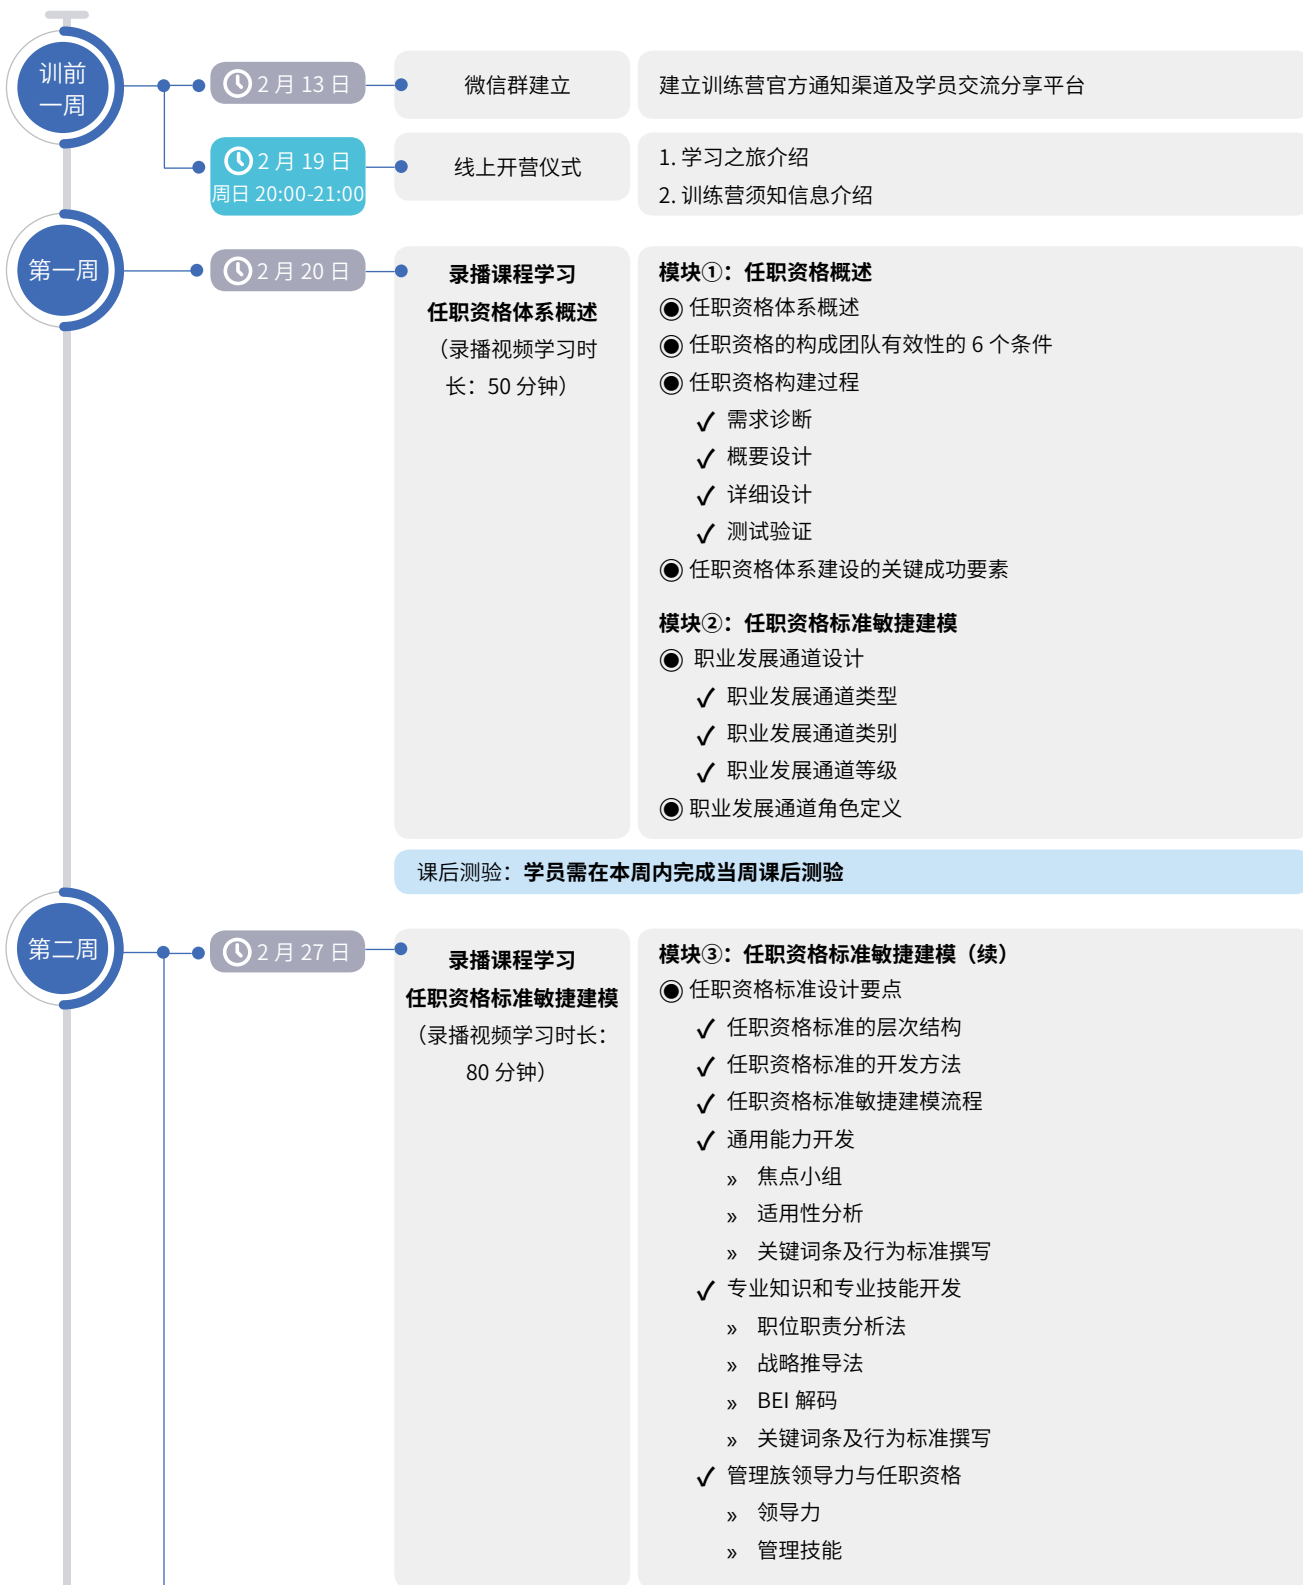 训前
一周
2 月 13 日
微信群建立
建立训练营官方通知渠道及学员交流分享平台
2 月 19 日
周日 20:00-21:00
线上开营仪式
1. 学习之旅介绍
2. 训练营须知信息介绍
第一周
2 月 20 日
录播课程学习
任职资格体系概述
（录播视频学习时
长：50 分钟）
模块①：任职资格概述
◉ 任职资格体系概述
◉ 任职资格的构成团队有效性的 6 个条件
◉ 任职资格构建过程
✓ 需求诊断
✓ 概要设计
✓ 详细设计
✓ 测试验证
◉ 任职资格体系建设的关键成功要素
模块②：任职资格标准敏捷建模
◉ 职业发展通道设计
✓ 职业发展通道类型
✓ 职业发展通道类别
✓ 职业发展通道等级
◉ 职业发展通道角色定义
课后测验：学员需在本周内完成当周课后测验
第二周
2 月 27 日
录播课程学习
任职资格标准敏捷建模
（录播视频学习时长：
80 分钟）
模块③：任职资格标准敏捷建模（续）
◉ 任职资格标准设计要点
✓ 任职资格标准的层次结构
✓ 任职资格标准的开发方法
✓ 任职资格标准敏捷建模流程
✓ 通用能力开发
» 焦点小组
» 适用性分析
» 关键词条及行为标准撰写
✓ 专业知识和专业技能开发
» 职位职责分析法
» 战略推导法
» BEI 解码
» 关键词条及行为标准撰写
✓ 管理族领导力与任职资格
» 领导力
» 管理技能